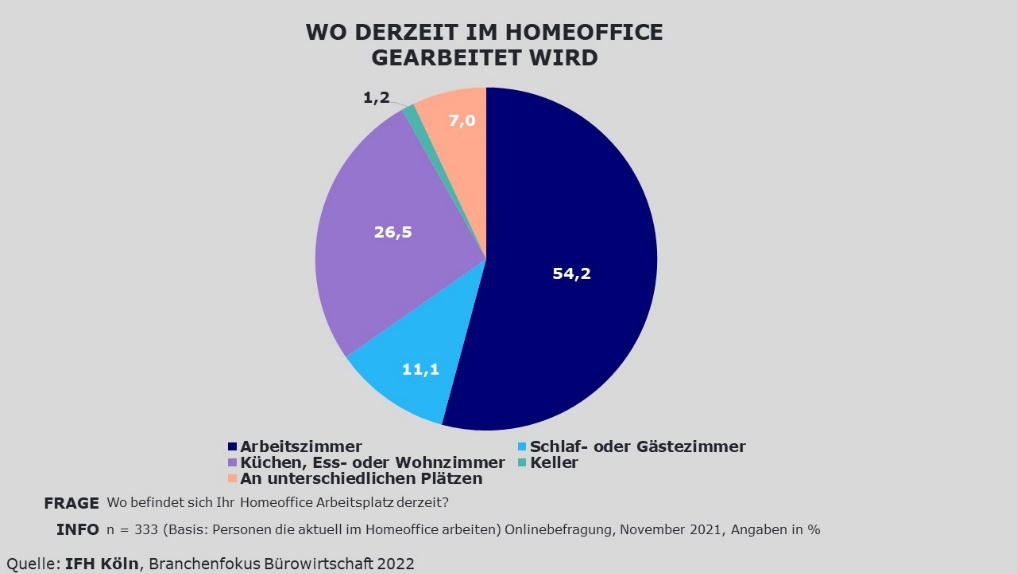 WO DERZEIT IM HOMEOFFICE
GEARBEITET WIRD
1,2
7,0
26,5
54,2
11,1
Arbeitszimmer
Schlaf- oder Gästezimmer
Küchen, Ess- oder Wohnzimmer
Keller
An unterschiedlichen Plätzen
FRAGE Wo befindet sich Ihr Homeoffice Arbeitsplatz derzeit?
INFO n = 333 (Basis: Personen die aktuell im Homeoffice arbeiten) Onlinebefragung, November 2021, Angaben in %
Quelle: IFH Köln, Branchenfokus Bürowirtschaft 2022